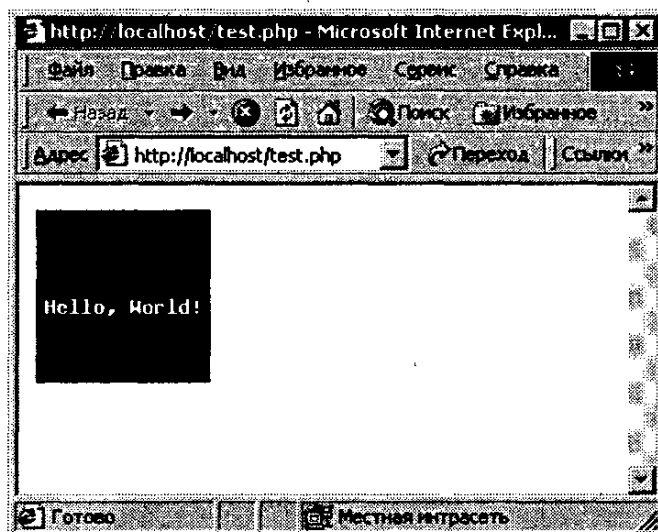 http://localhost/test.php - Microsoft Internet Expl...
Файл Правка Вид Избранное Сервис Справка
Назад Поиск Избранное »
Адрес http://localhost/test.php Переход Ссылки »
Hello, World!
Готово Местная интрасеть